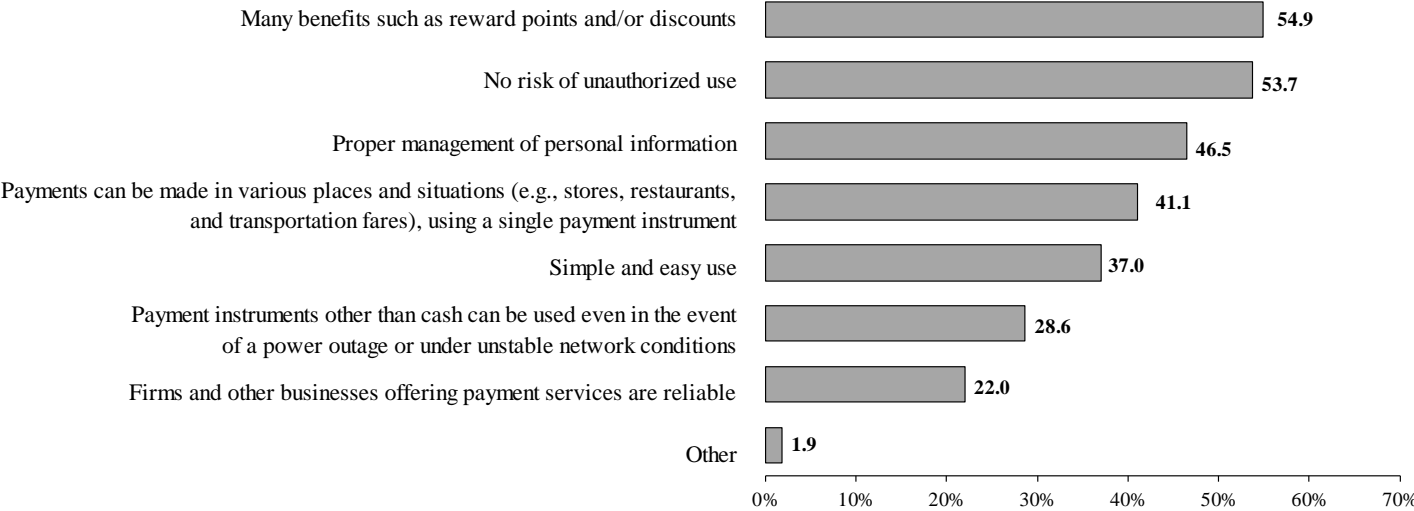 Many benefits such as reward points and/or discounts
54.9
No risk of unauthorized use
53.7
Proper management of personal information
46.5
Payments can be made in various places and situations (e.g., stores, restaurants,
and transportation fares), using a single payment instrument
41.1
Simple and easy use
37.0
Payment instruments other than cash can be used even in the event
of a power outage or under unstable network conditions
28.6
Firms and other businesses offering payment services are reliable
22.0
Other
1.9
0% 10% 20% 30% 40% 50% 60% 70%